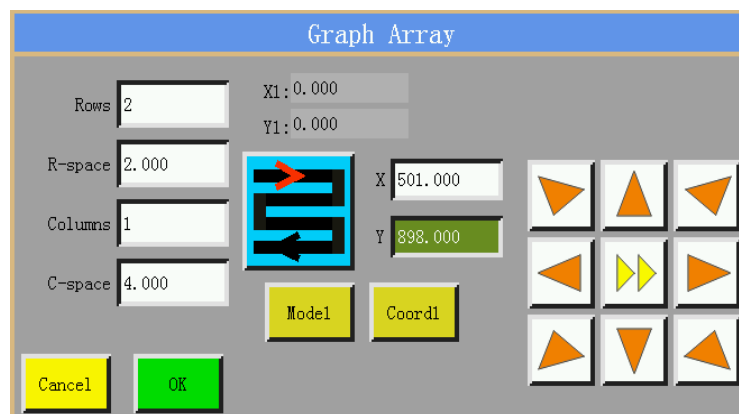 Graph Array
Rows 2
X1: 0.000
Y1: 0.000
R-space 2.000
X 501.000
Columns 1
Y 898.000
C-space 4.000
Mode1
Coord1
Cancel
OK